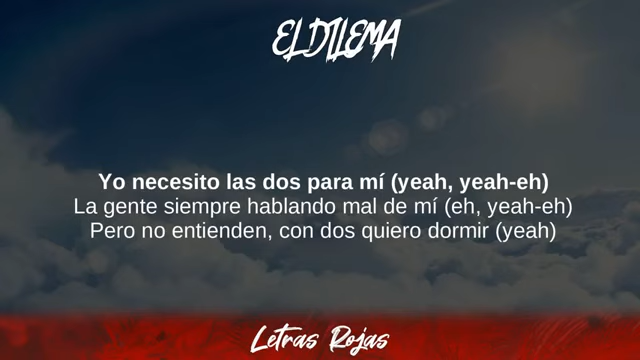 EL DILEMA
Yo necesito las dos para mí (yeah, yeah-eh)
La gente siempre hablando mal de mí (eh, yeah-eh)
Pero no entienden, con dos quiero dormir (yeah)
Letras Rojas